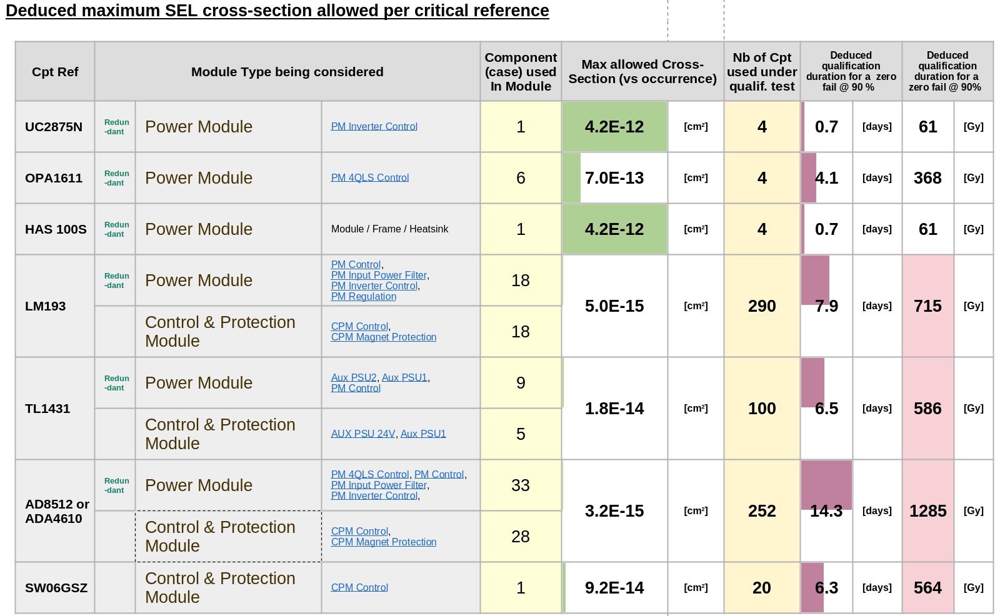 Deduced maximum SEL cross-section allowed per critical reference
Cpt Ref
Module Type being considered
Component
(case) used
In Module
Max allowed Cross-
Section (vs occurrence)
Nb of Cpt
used under
qualif. test
Deduced
qualification
duration for a  zero
fail @ 90 %
Deduced
qualification
duration for a
zero fail @ 90%
UC2875N
Redun
-dant
Power Module
PM Inverter Control
1
4.2E-12
[cm²]
4
0.7
[days]
61
[Gy]
OPA1611
Redun
-dant
Power Module
PM 4QLS Control
6
7.0E-13
[cm²]
4
4.1
[days]
368
[Gy]
HAS 100S
Redun
-dant
Power Module
Module / Frame / Heatsink
1
4.2E-12
[cm²]
4
0.7
[days]
61
[Gy]
LM193
Redun
-dant
Power Module
PM Control,
PM Input Power Filter,
PM Inverter Control,
PM Regulation
18
Control & Protection
Module
CPM Control,
CPM Magnet Protection
18
5.0E-15
[cm²]
290
7.9
[days]
715
[Gy]
TL1431
Redun
-dant
Power Module
Aux PSU2, Aux PSU1,
PM Control
9
Control & Protection
Module
AUX PSU 24V, Aux PSU1
5
1.8E-14
[cm²]
100
6.5
[days]
586
[Gy]
AD8512 or
ADA4610
Redun
-dant
Power Module
PM 4QLS Control, PM Control,
PM Input Power Filter,
PM Inverter Control,
33
Control & Protection
Module
CPM Control,
CPM Magnet Protection
28
3.2E-15
[cm²]
252
14.3
[days]
1285
[Gy]
SW06GSZ
Control & Protection
Module
CPM Control
1
9.2E-14
[cm²]
20
6.3
[days]
564
[Gy]